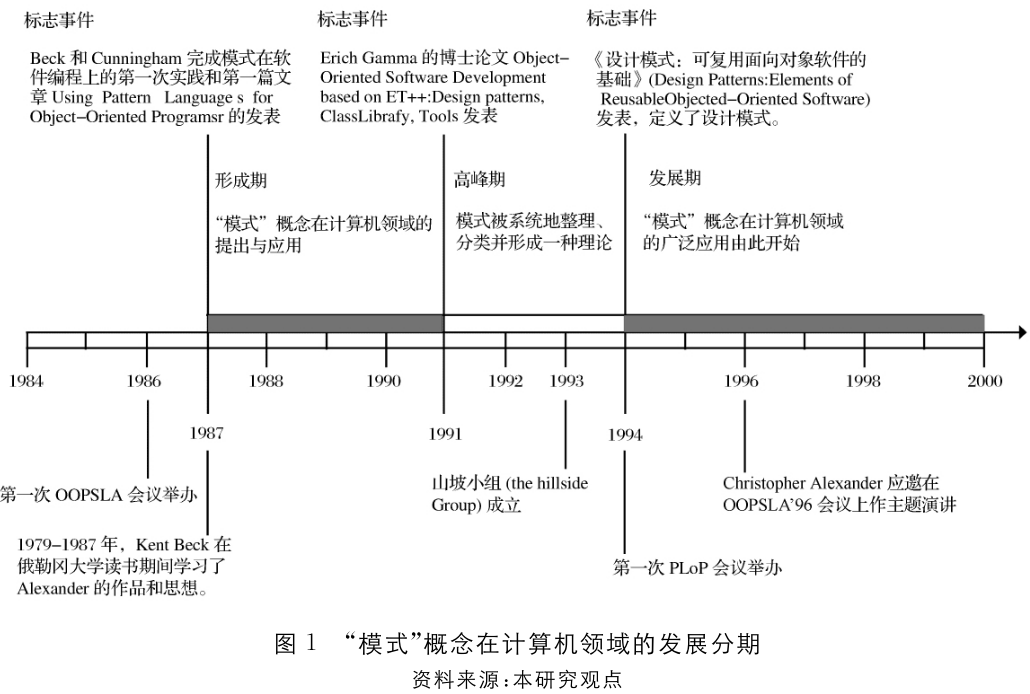 标志事件
Beck 和 Cunningham 完成模式在软
件编程上的第一次实践和第一篇文
章 Using Pattern Language s for
Object-Oriented Programsr 的发表
标志事件
Erich Gamma 的博士论文 Object-
Oriented Software Development
based on ET++:Design patterns,
ClassLibrafy, Tools 发表
标志事件
《设计模式：可复用面向对象软件的
基础》(Design Patterns:Elements of
ReusableObjected-Oriented Software)
发表，定义了设计模式。
形成期
“模式”概念在计算机领域的
提出与应用
高峰期
模式被系统地整理、
分类并形成一种理论
发展期
“模式”概念在计算机领域
的广泛应用由此开始
1984
1986
1988
1990
1992
1993
1996
1998
2000
1987
1991
1994
第一次 OOPSLA 会议举办
1979-1987 年，Kent Beck 在
俄勒冈大学读书期间学习了
Alexander 的作品和思想。
山坡小组 (the hillside
Group) 成立
第一次 PLoP 会议举办
Christopher Alexander 应邀在
OOPSLA’96 会议上作主题演讲
图 1 “模式”概念在计算机领域的发展分期
资料来源:本研究观点